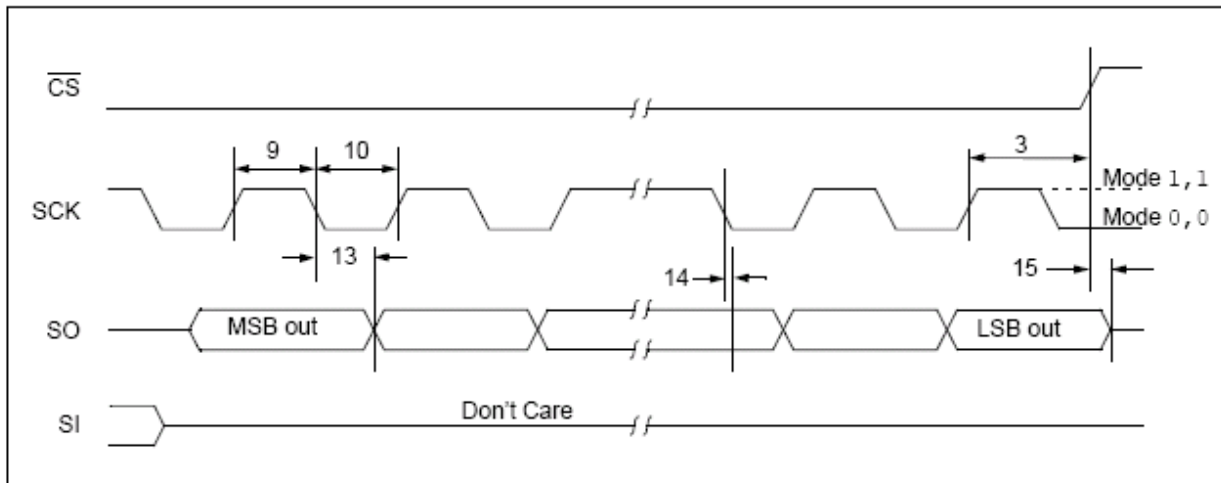 CS
9
10
3
SCK
Mode 1,1
Mode 0,0
13
14
15
SO
MSB out
LSB out
SI
Don't Care